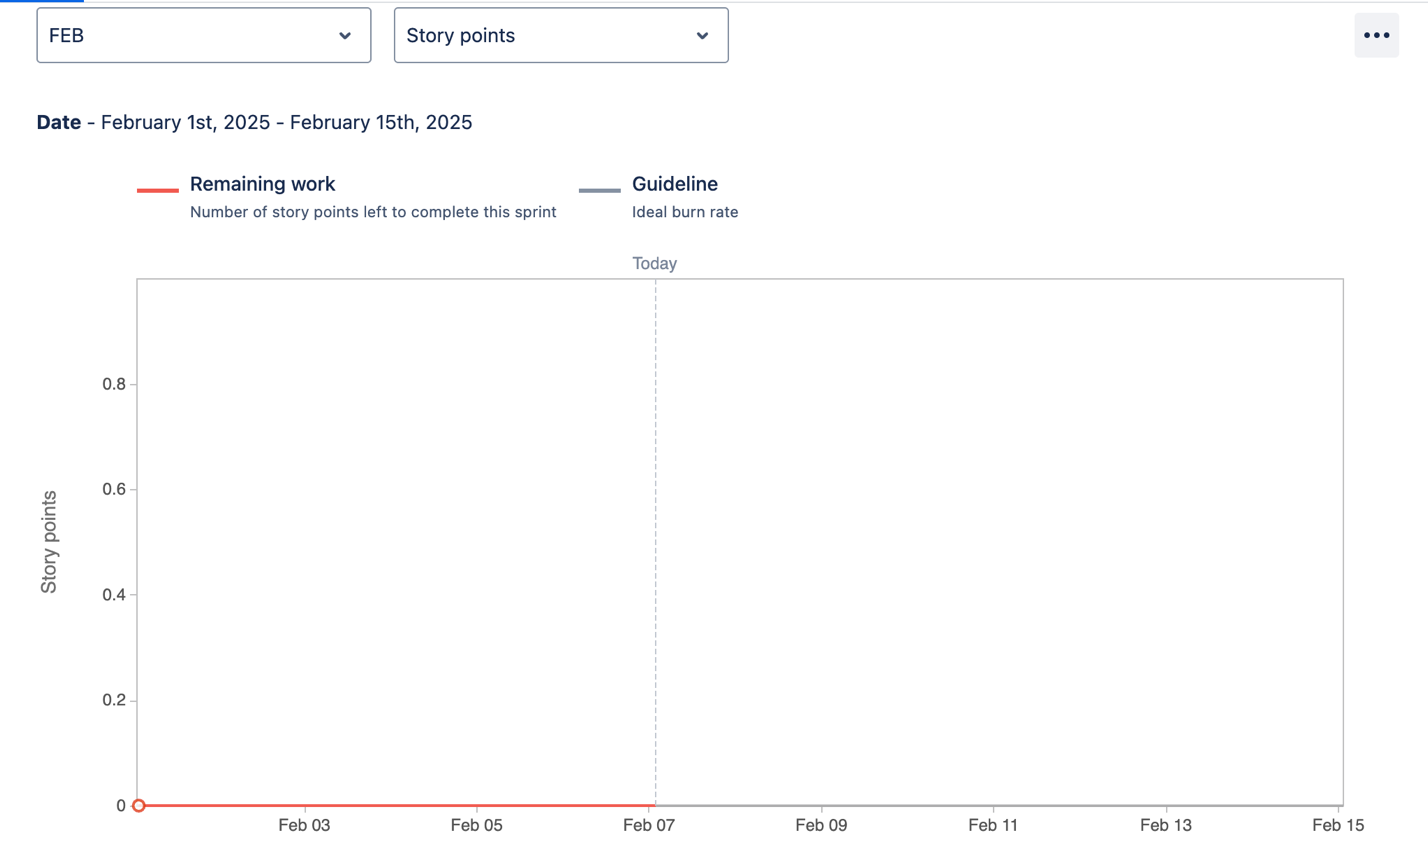 FEB
Story points
Date - February 1st, 2025 - February 15th, 2025
Remaining work
Number of story points left to complete this sprint
Guideline
Ideal burn rate
Today
0.8
0.6
0.4
0.2
0
Story points
Feb 03
Feb 05
Feb 07
Feb 09
Feb 11
Feb 13
Feb 15